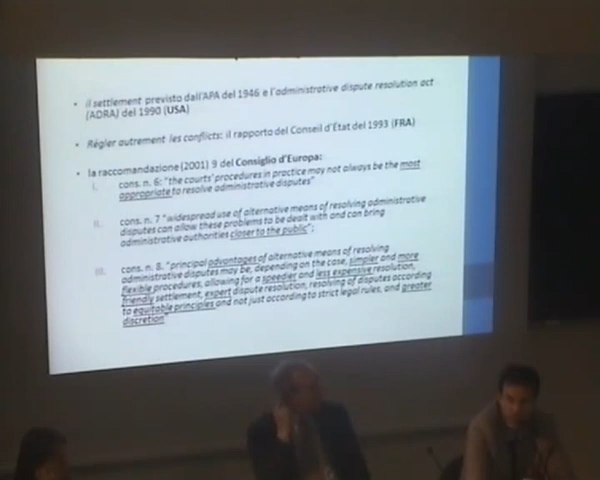 • il settlement previsto dall'APA del 1946 e l'administrative dispute resolution act
(ADRA) del 1990 (USA)
• Régler autrement les conflicts: il rapporto del Conseil d'État del 1993 (FRA)
• la raccomandazione (2001) 9 del Consiglio d'Europa:
I. cons. n. 6: "the courts' procedures in practice may not always be the most
appropriate to resolve administrative disputes"
II. cons. n. 7 "widespread use of alternative means of resolving administrative
disputes can allow these problems to be dealt with and can bring
administrative authorities closer to the public";
III. cons. n. 8. "principal advantages of alternative means of resolving
administrative disputes may be, depending on the case, simpler and more
flexible procedures, allowing for a speedier and less expensive resolution,
friendly settlement, expert dispute resolution, resolving of disputes according
to equitable principles and not just according to strict legal rules, and greater
discretion"